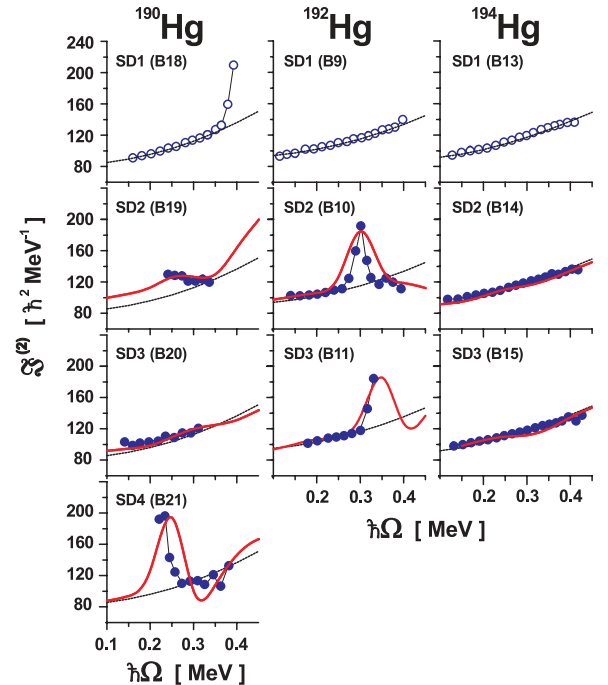 ¹⁹⁰Hg ¹⁹²Hg ¹⁹⁴Hg
240
200
160
120
80
SD1 (B18)
SD1 (B9)
SD1 (B13)
200
160
120
80
SD2 (B19)
SD2 (B10)
SD2 (B14)
200
160
120
80
SD3 (B20)
SD3 (B11)
SD3 (B15)
0.2 0.3 0.4
0.2 0.3 0.4
ħΩ [ MeV ]
200
160
120
80
SD4 (B21)
0.1 0.2 0.3 0.4
ħΩ [ MeV ]
ℑ⁽²⁾ [ ħ² MeV⁻¹ ]